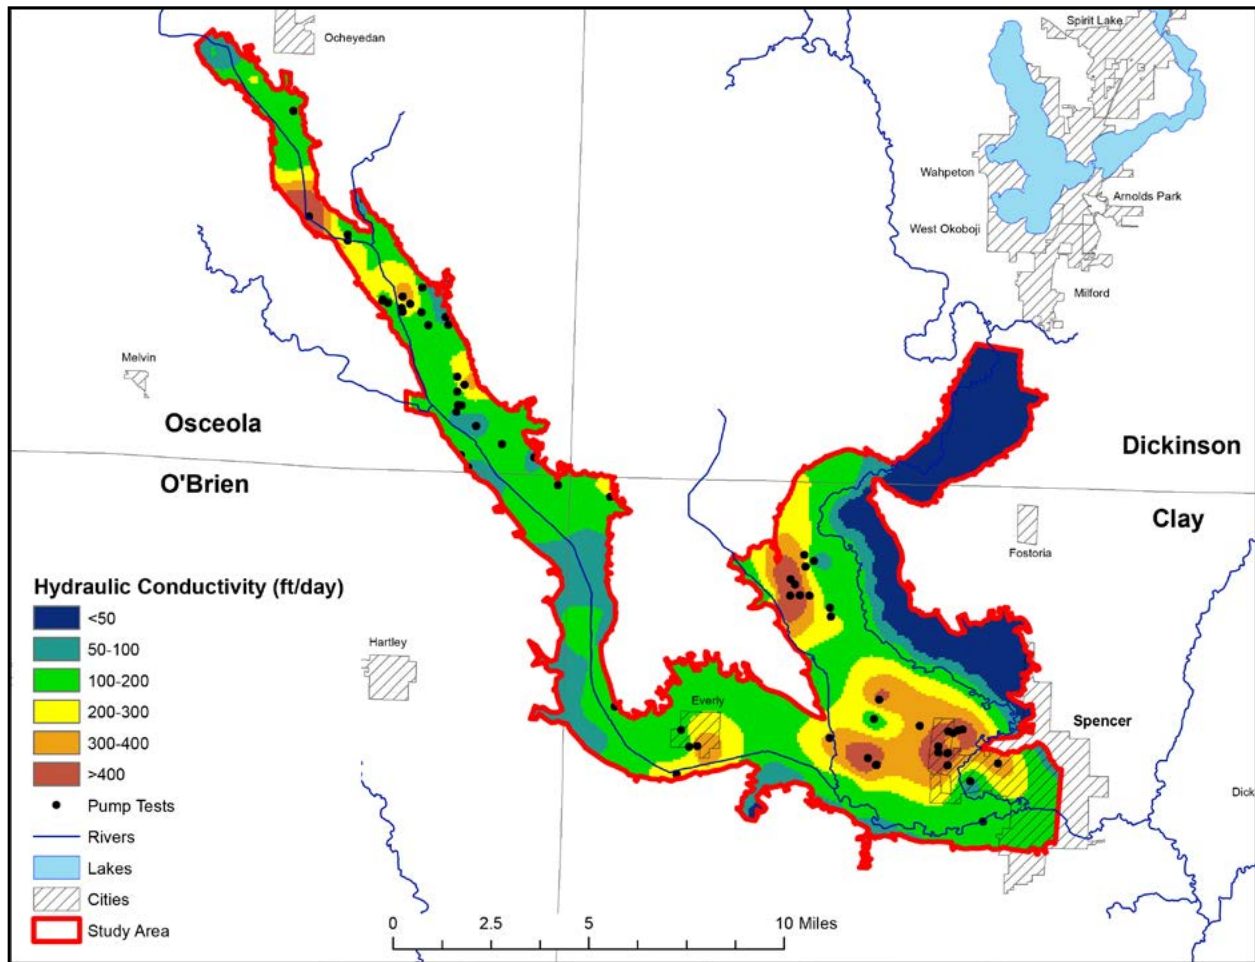 Ocheyedan
Spirit Lake
Wahpeton
Arnolds Park
West Okoboji
Milford
Melvin
Osceola
Dickinson
O'Brien
Clay
Fostoria
Hydraulic Conductivity (ft/day)
<50
50-100
100-200
200-300
300-400
>400
Pump Tests
Rivers
Lakes
Cities
Study Area
Hartley
Everly
Spencer
Dick
0 2.5 5 10 Miles